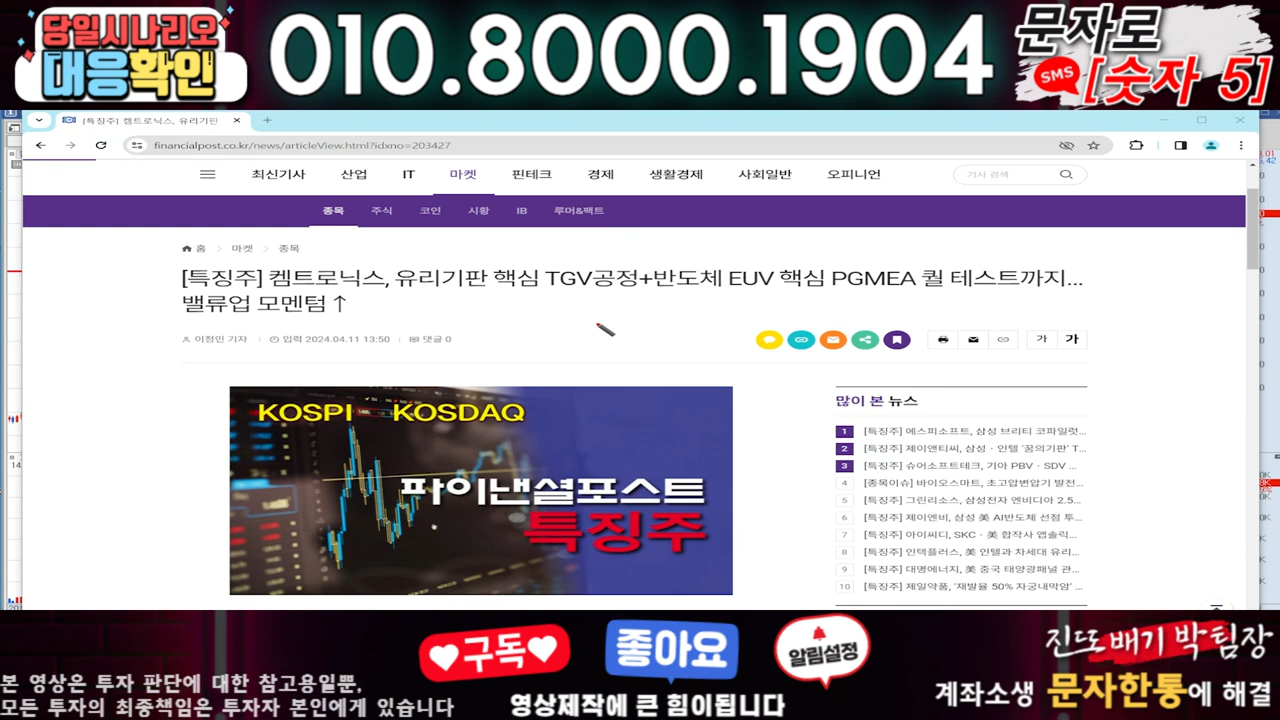 당일시나리오
대응확인
010.8000.1904
문자로
SMS
[숫자 5]
[특징주] 켐트로닉스, 유리기판
financialpost.co.kr/news/articleView.html?idxno=203427
최신기사 산업 IT 마켓 핀테크 경제 생활경제 사회일반 오피니언
기사 검색
종목 주식 코인 시황 IB 루머&백트
홈 > 마켓 > 종목
[특징주] 켐트로닉스, 유리기판 핵심 TGV공정+반도체 EUV 핵심 PGMEA 퀄 테스트까지...
밸류업 모멘텀↑
이정민 기자 입력 2024.04.11 13:50 댓글 0
가 가
KOSPI KOSDAQ
파이낸셜포스트
특징주
많이 본 뉴스
1 [특징주] 에스피소프트, 삼성 브리티 코파일럿...
2 [특징주] 제이앤티씨, 삼성·인텔 '꿈의기판' T...
3 [특징주] 슈어소프트테크, 기아 PBV·SDV ...
4 [종목이슈] 바이오스마트, 초고압변압기 발전...
5 [특징주] 그린리소스, 삼성전자 엔비디아 2.5...
6 [특징주] 제이엔비, 삼성 美 AI반도체 선점 투...
7 [특징주] 아이씨디, SKC·美 합작사 앱솔릭...
8 [특징주] 인텍플러스, 美 인텔과 차세대 유리...
9 [특징주] 대명에너지, 美 중국 태양광패널 관...
10 [특징주] 제일약품, '재발율 50% 자궁내막암' ...
구독
좋아요
알림설정
영상제작에 큰 힘이됩니다
본 영상은 투자 판단에 대한 참고용일뿐,
모든 투자의 최종책임은 투자자 본인에게 있습니다
진또배기 박팀장
계좌소생 문자한통에 해결